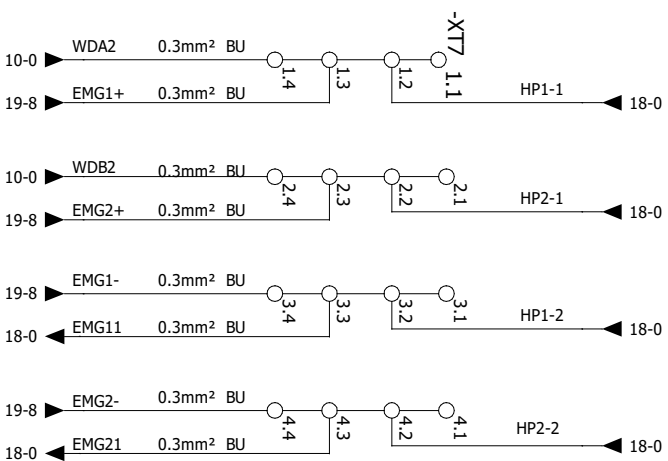 -XT7
10-0 WDA2 0.3mm² BU 1.4 1.3 1.2 1.1
19-8 EMG1+ 0.3mm² BU HP1-1 18-0
10-0 WDB2 0.3mm² BU 2.4 2.3 2.2 2.1
19-8 EMG2+ 0.3mm² BU HP2-1 18-0
19-8 EMG1- 0.3mm² BU 3.4 3.3 3.2 3.1
18-0 EMG11 0.3mm² BU HP1-2 18-0
19-8 EMG2- 0.3mm² BU 4.4 4.3 4.2 4.1
18-0 EMG21 0.3mm² BU HP2-2 18-0